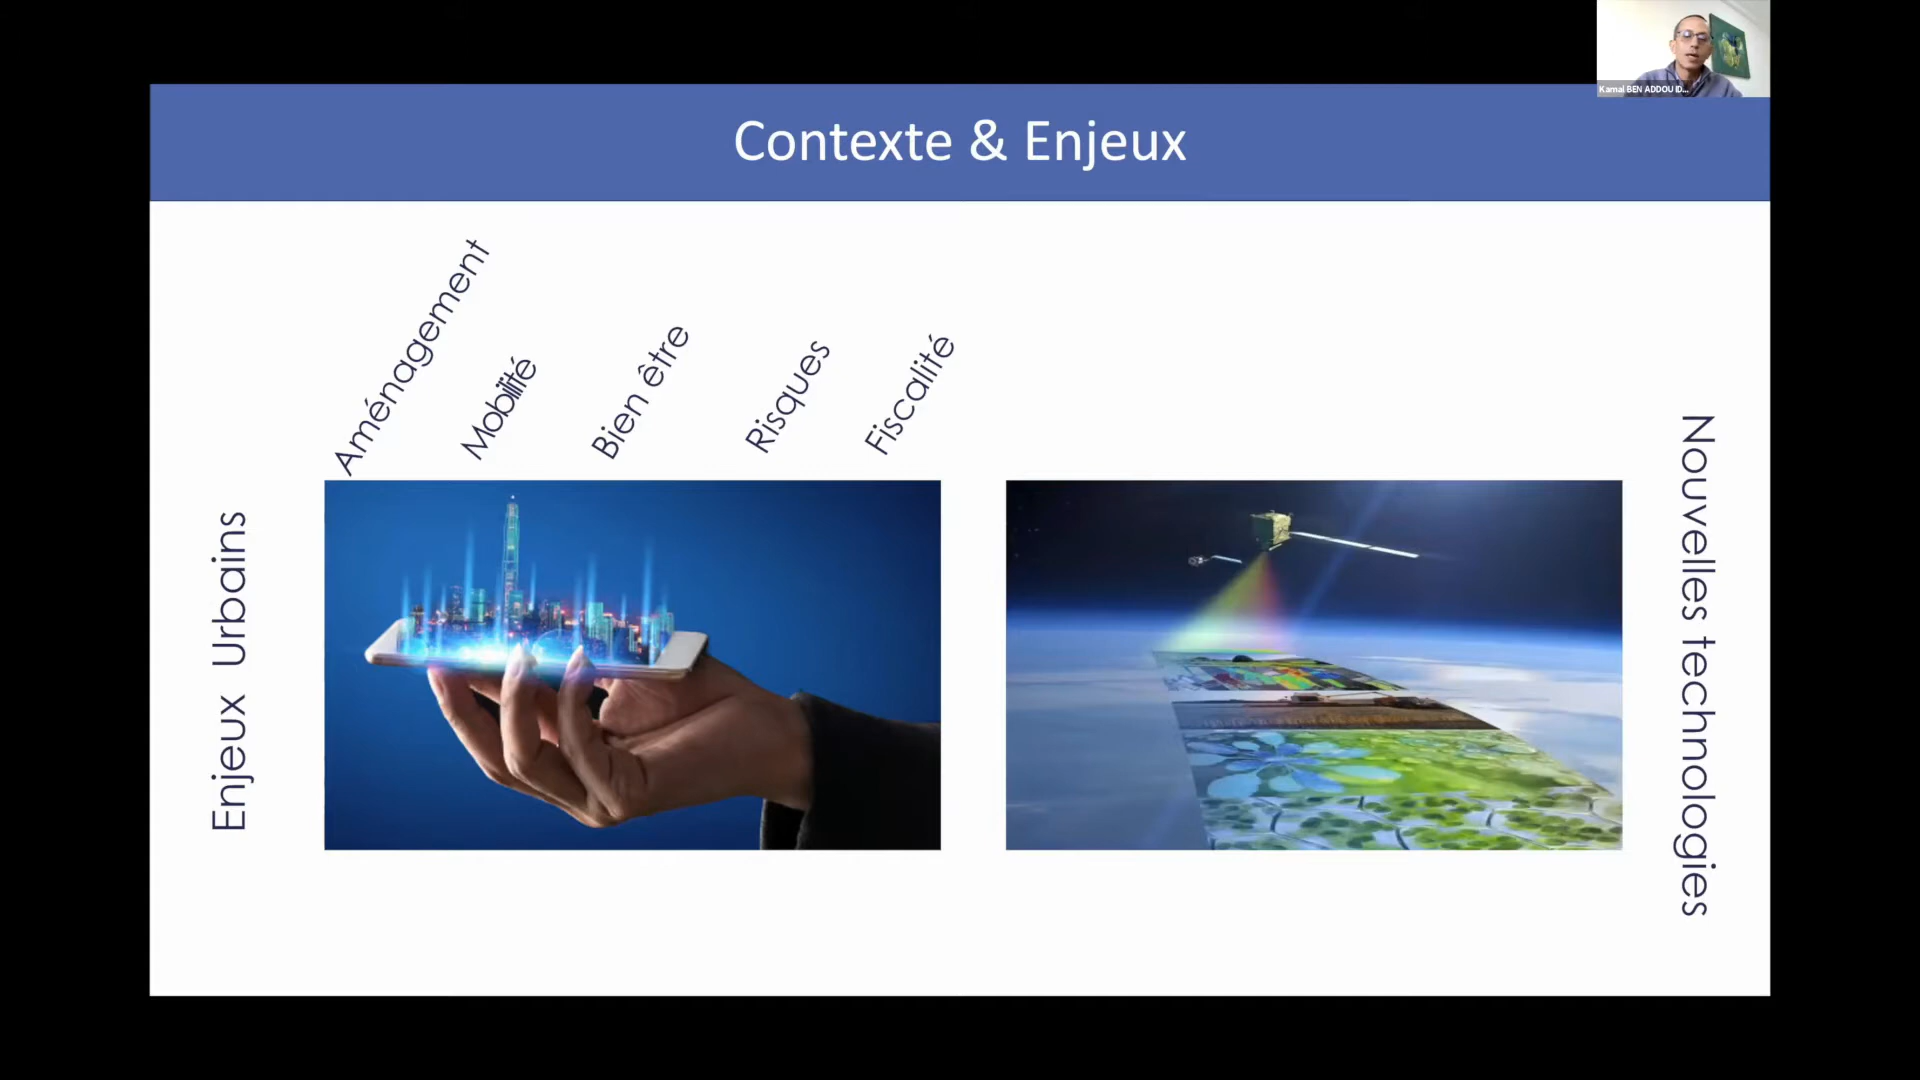 Kamal BEN ADDOU ID...
Contexte & Enjeux
Aménagement
Mobilité
Bien être
Risques
Fiscalité
Enjeux Urbains
Nouvelles technologies